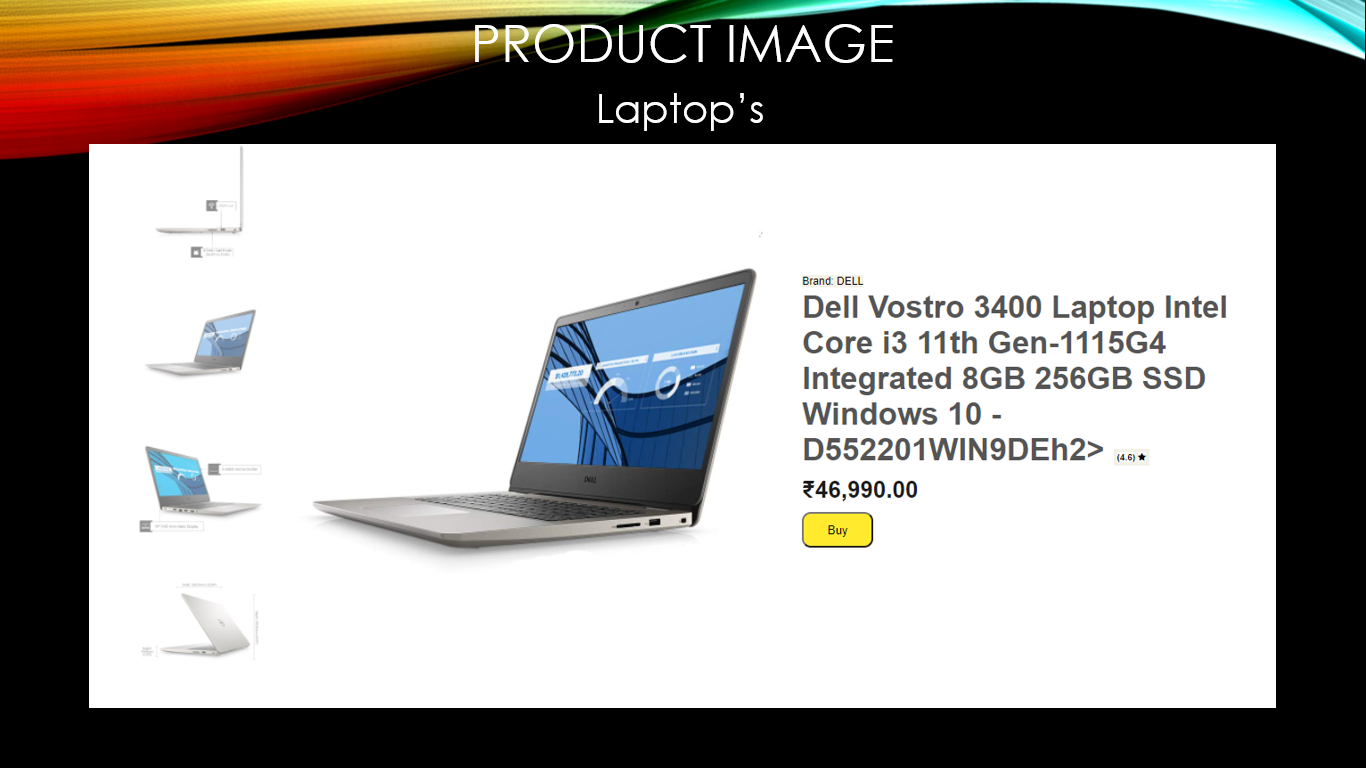 PRODUCT IMAGE
Laptop’s
Brand: DELL
Dell Vostro 3400 Laptop Intel
Core i3 11th Gen-1115G4
Integrated 8GB 256GB SSD
Windows 10 -
D552201WIN9DEh2> (4.6) ★
₹46,990.00
Buy
DELL